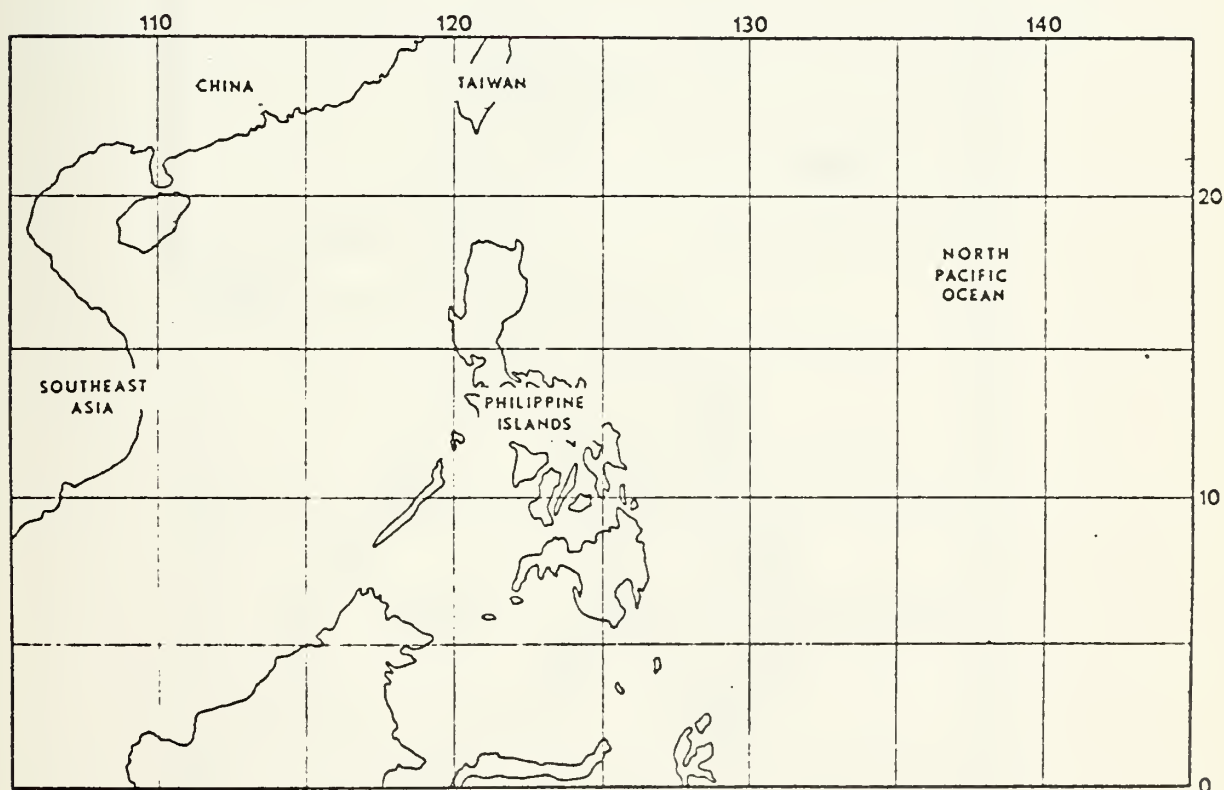 110 120 130 140
CHINA
TAIWAN
20
NORTH
PACIFIC
OCEAN
SOUTHEAST
ASIA
PHILIPPINE
ISLANDS
10
0